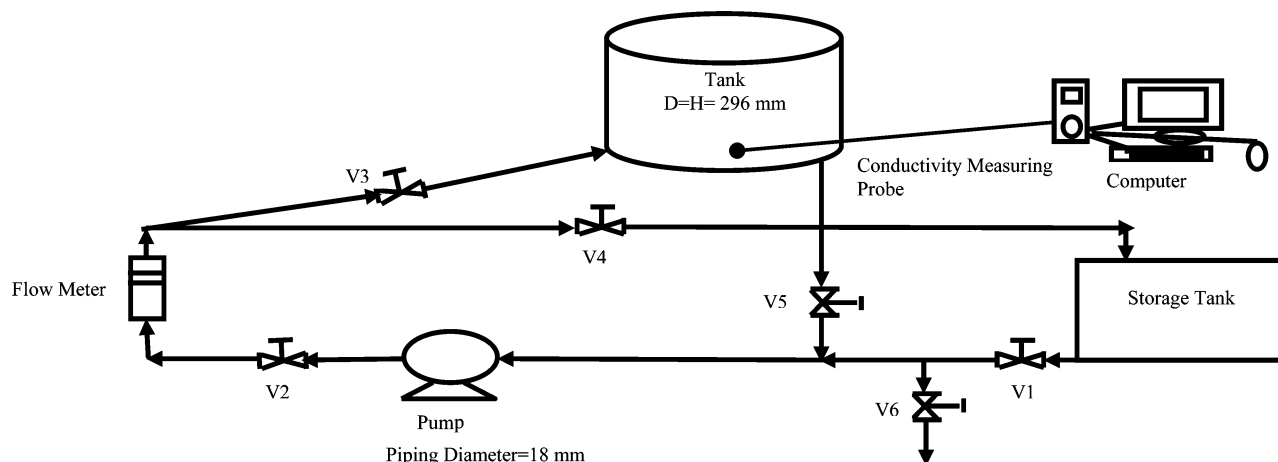 Tank
D=H= 296 mm
V3
Conductivity Measuring
Probe
Computer
V4
Flow Meter
V5
Storage Tank
V2
V1
V6
Pump
Piping Diameter=18 mm